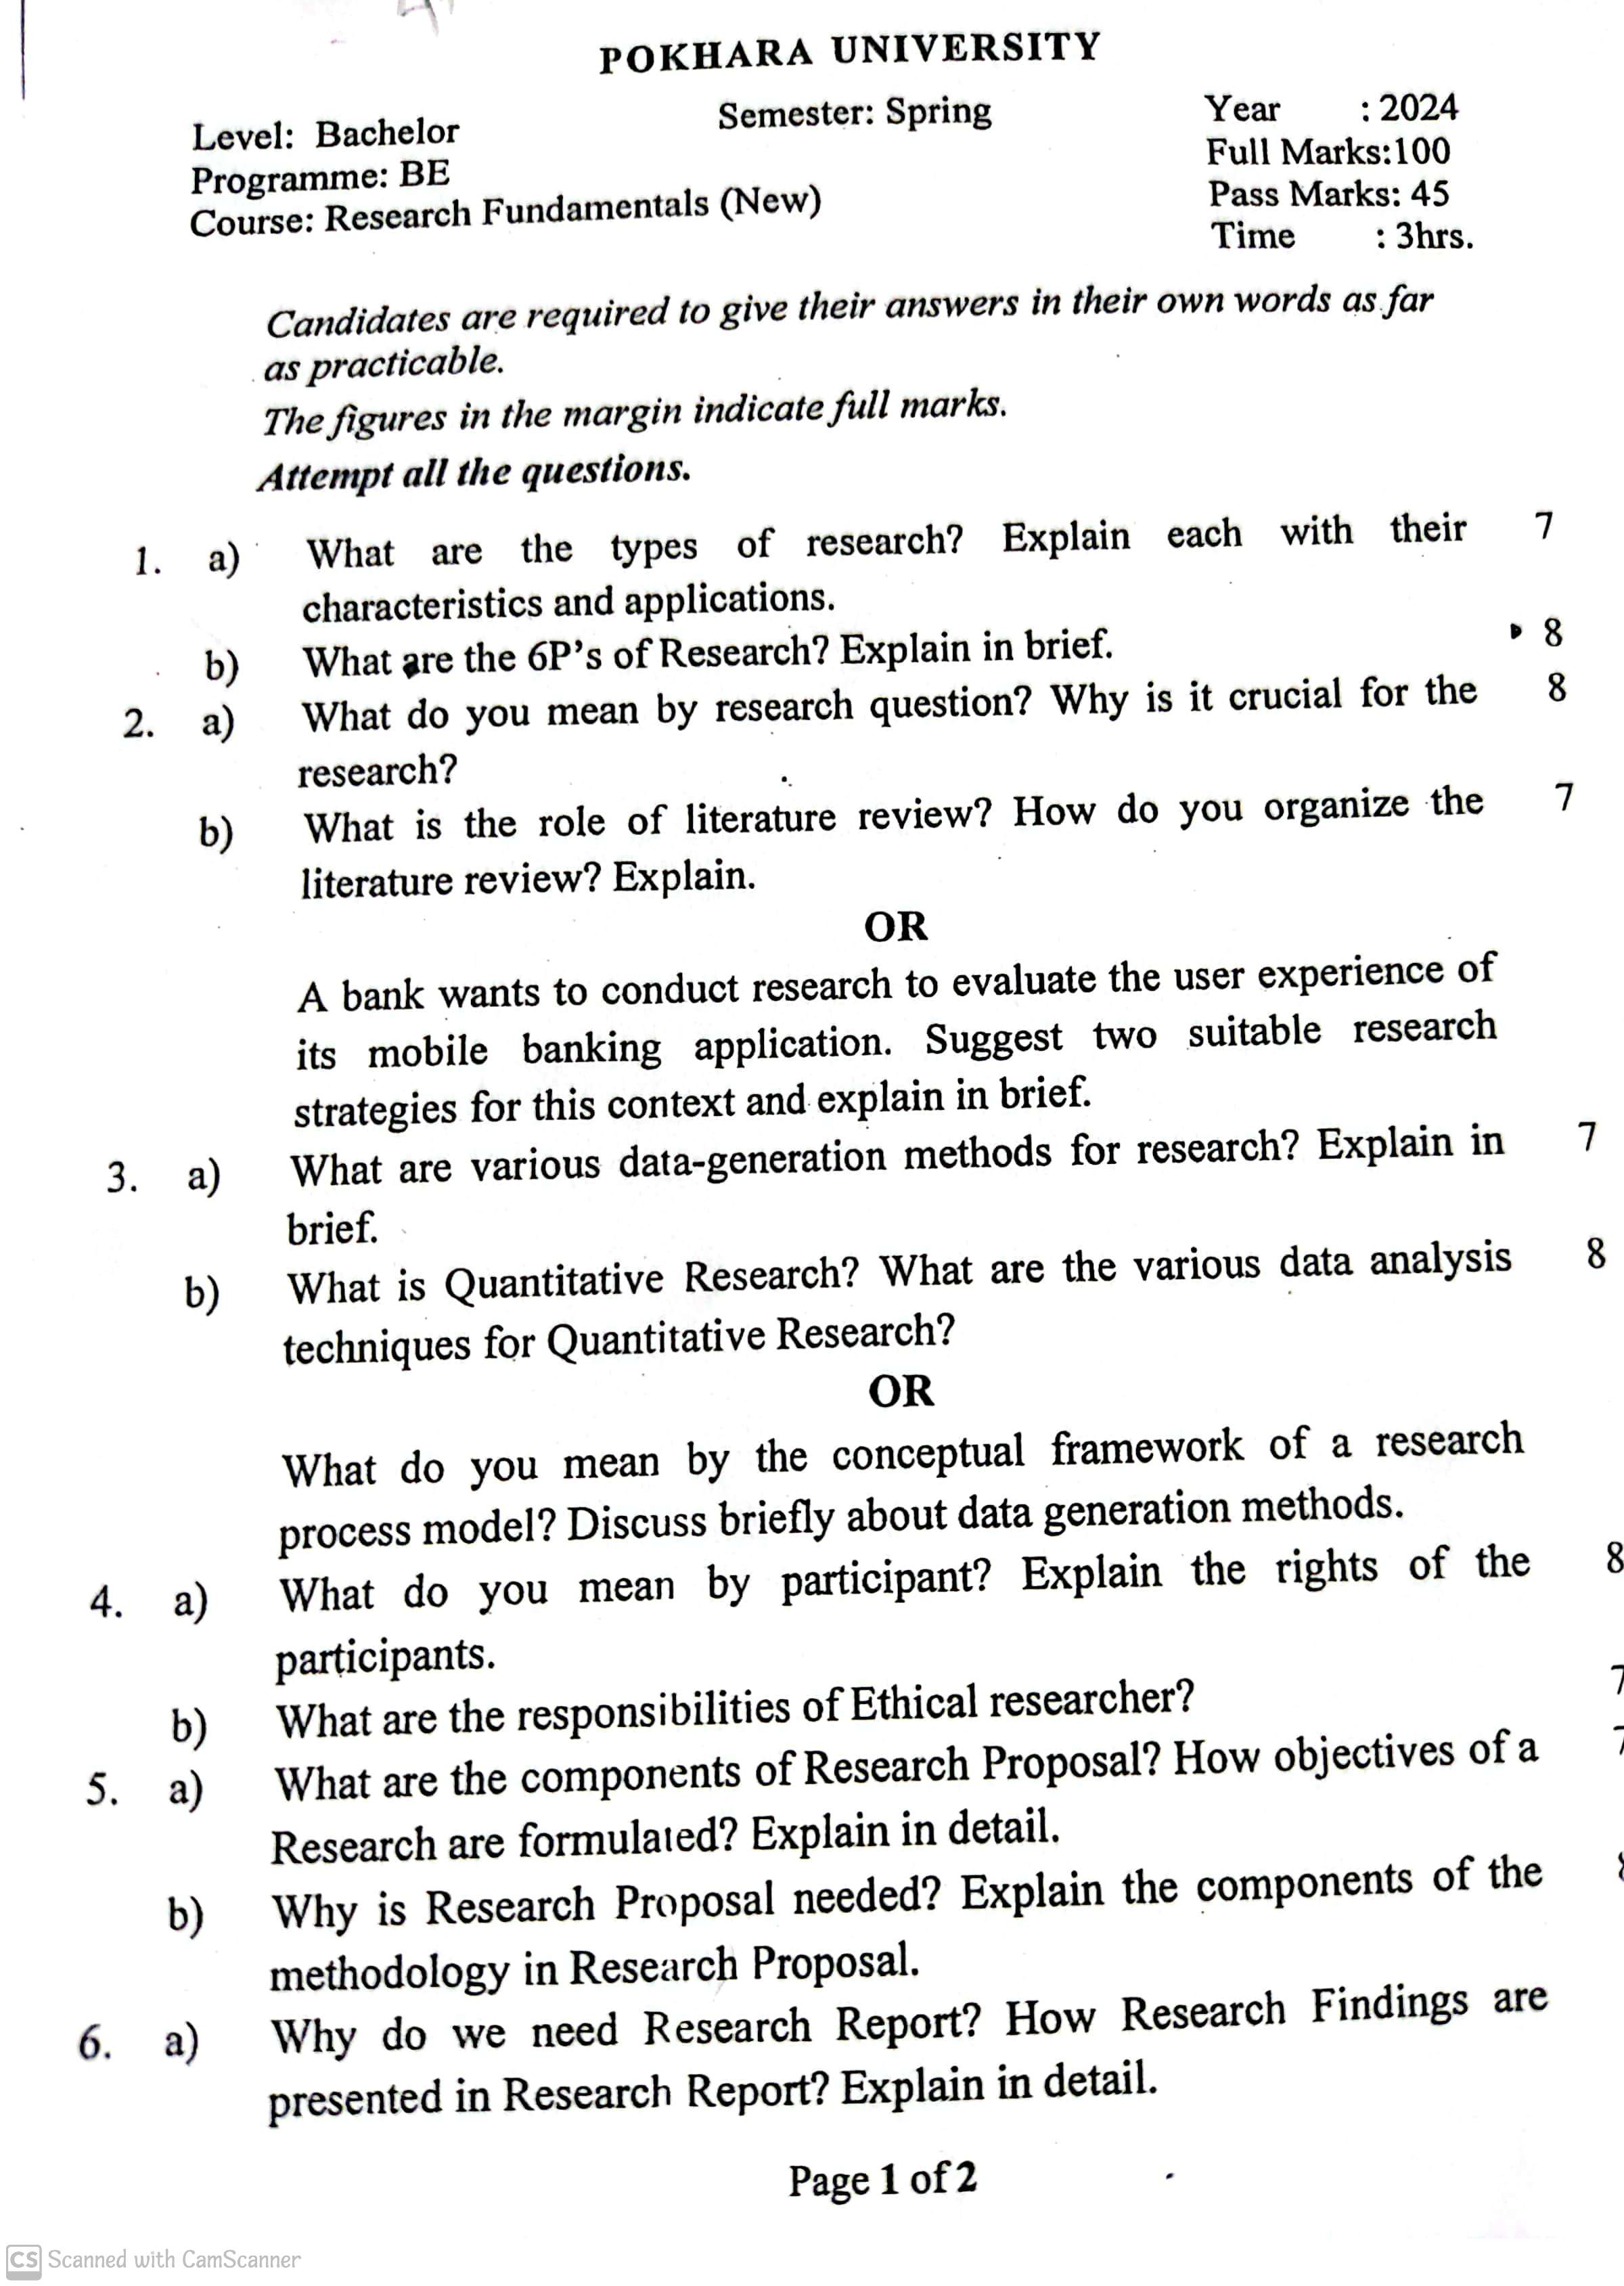 POKHARA UNIVERSITY
Level: Bachelor Semester: Spring Year : 2024
Programme: BE Full Marks:100
Course: Research Fundamentals (New) Pass Marks: 45
Time : 3hrs.
Candidates are required to give their answers in their own words as far
as practicable.
The figures in the margin indicate full marks.
Attempt all the questions.
1. a) What are the types of research? Explain each with their 7
characteristics and applications.
b) What are the 6P's of Research? Explain in brief. 8
2. a) What do you mean by research question? Why is it crucial for the 8
research?
b) What is the role of literature review? How do you organize the 7
literature review? Explain.
OR
A bank wants to conduct research to evaluate the user experience of
its mobile banking application. Suggest two suitable research
strategies for this context and explain in brief.
3. a) What are various data-generation methods for research? Explain in 7
brief.
b) What is Quantitative Research? What are the various data analysis 8
techniques for Quantitative Research?
OR
What do you mean by the conceptual framework of a research
process model? Discuss briefly about data generation methods.
4. a) What do you mean by participant? Explain the rights of the 8
participants.
b) What are the responsibilities of Ethical researcher? 7
5. a) What are the components of Research Proposal? How objectives of a 7
Research are formulated? Explain in detail.
b) Why is Research Proposal needed? Explain the components of the 8
methodology in Research Proposal.
6. a) Why do we need Research Report? How Research Findings are
presented in Research Report? Explain in detail.
Page 1 of 2
CS Scanned with CamScanner